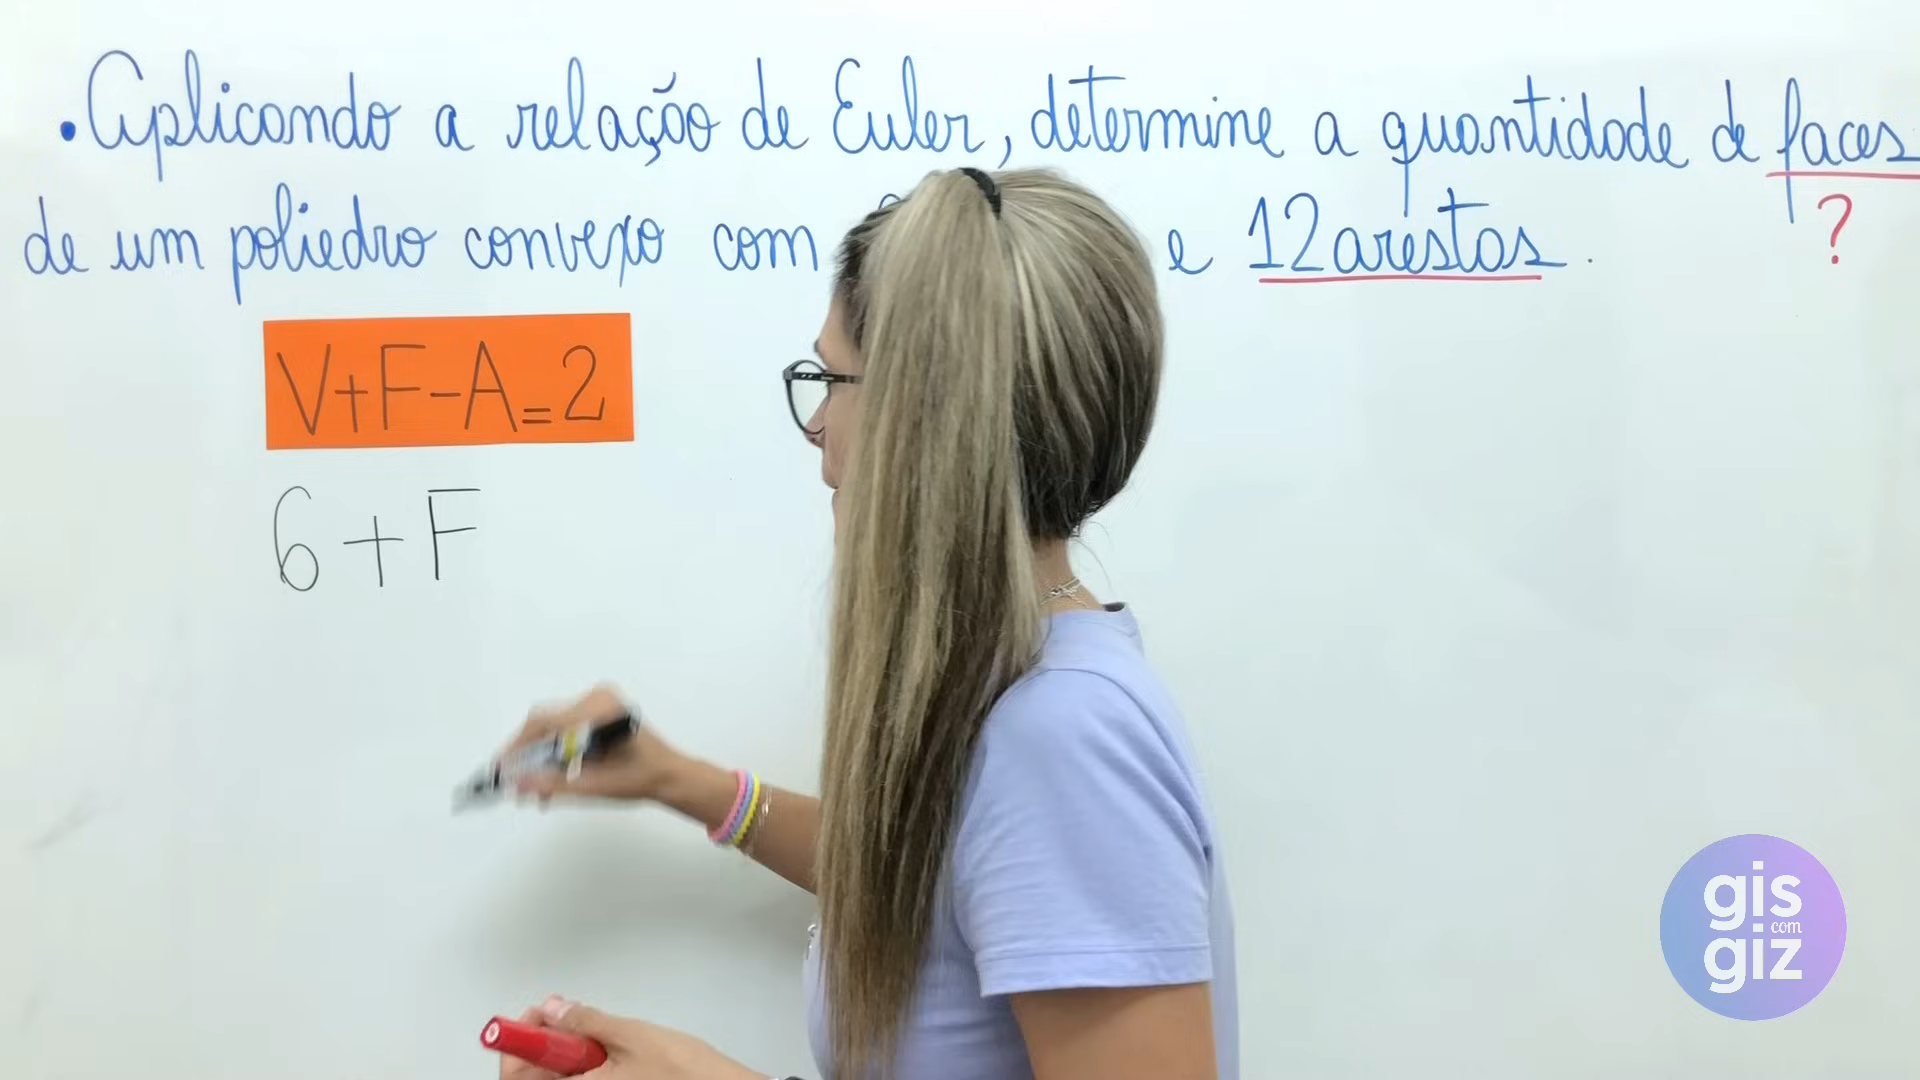 • Aplicando a relação de Euler, determine a quantidade de faces
de um poliedro convexo com e 12 arestas.
?
V+F-A=2
6+F
gis
com
giz